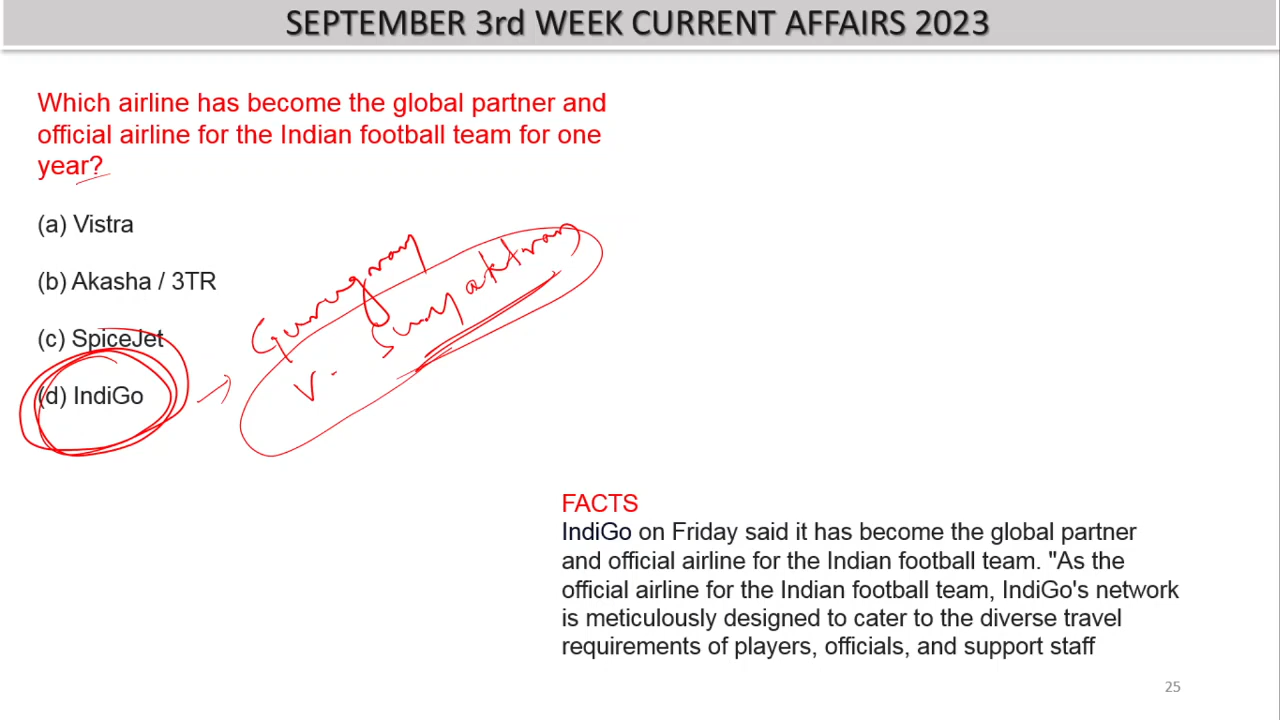 SEPTEMBER 3rd WEEK CURRENT AFFAIRS 2023
Which airline has become the global partner and
official airline for the Indian football team for one
year?
(a) Vistra
(b) Akasha / 3TR
(c) SpiceJet
(d) IndiGo
Gurugram
V.
FACTS
IndiGo on Friday said it has become the global partner
and official airline for the Indian football team. "As the
official airline for the Indian football team, IndiGo's network
is meticulously designed to cater to the diverse travel
requirements of players, officials, and support staff
25